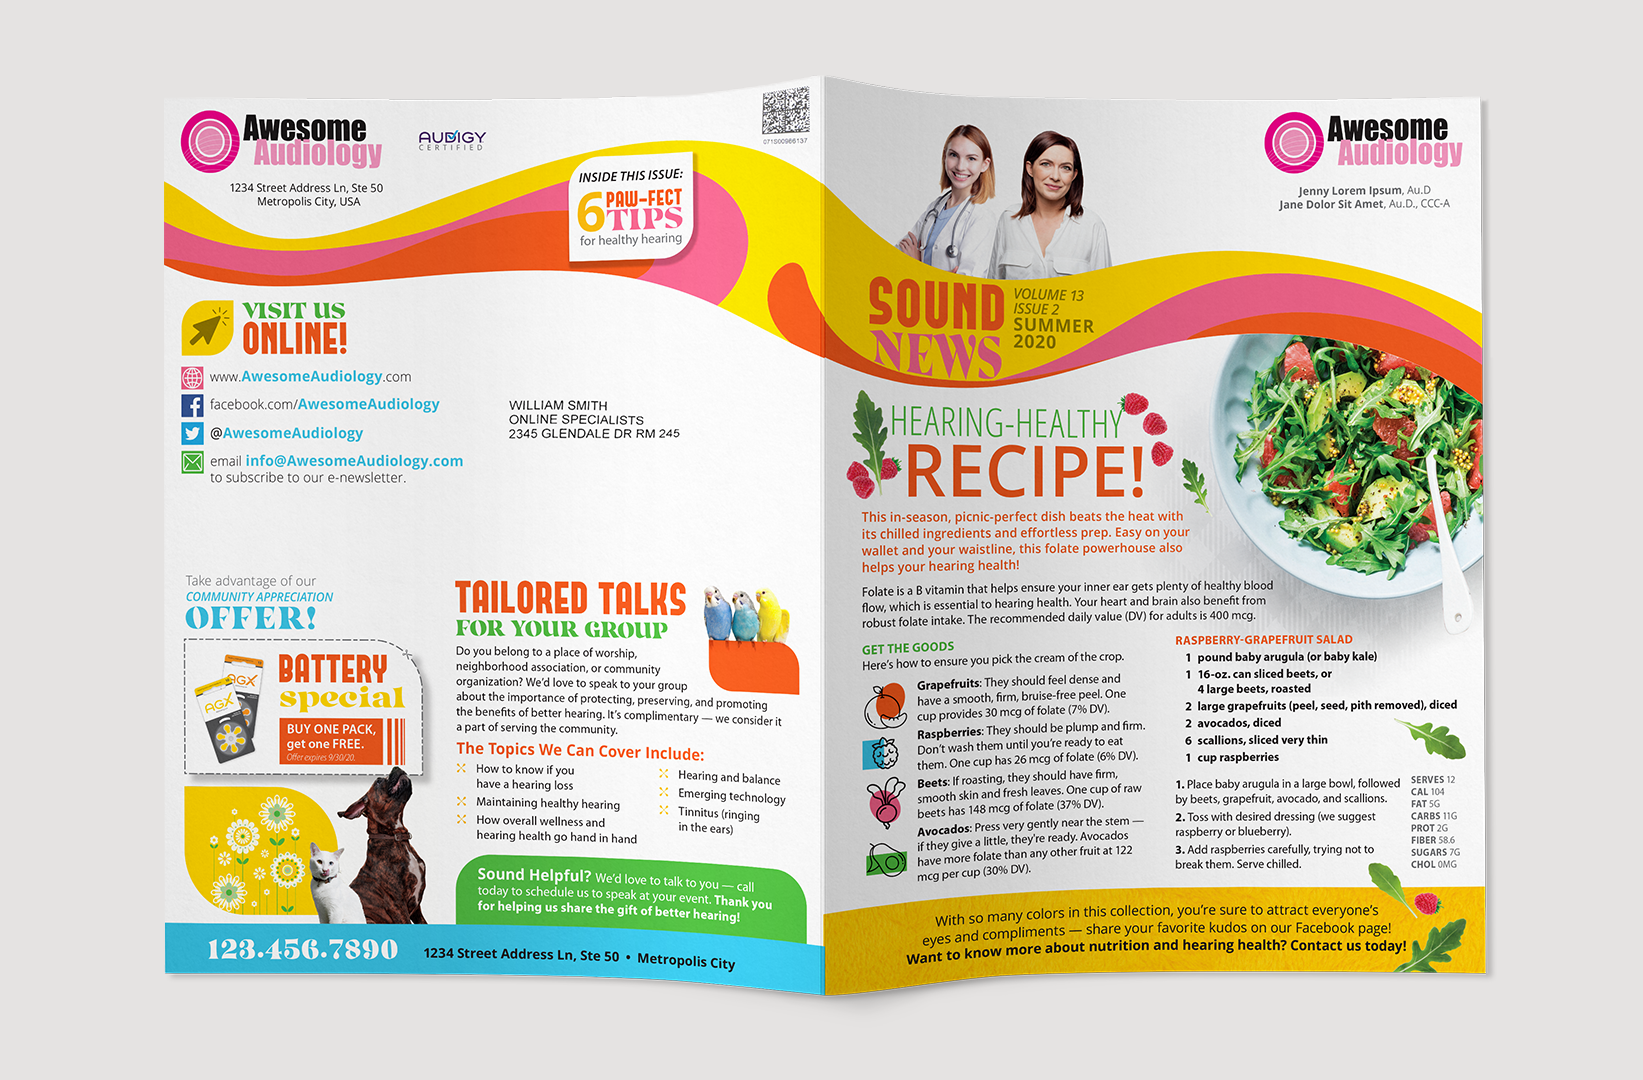 Awesome
Audiology
AUDIGY
CERTIFIED
1234 Street Address Ln, Ste 50
Metropolis City, USA
071S00966137
INSIDE THIS ISSUE:
6 PAW-FECT
TIPS
for healthy hearing
VISIT US
ONLINE!
www.AwesomeAudiology.com
facebook.com/AwesomeAudiology
@AwesomeAudiology
email info@AwesomeAudiology.com
to subscribe to our e-newsletter.
WILLIAM SMITH
ONLINE SPECIALISTS
2345 GLENDALE DR RM 245
Take advantage of our
COMMUNITY APPRECIATION
OFFER!
AGX
AGX
BATTERY
special
BUY ONE PACK,
get one FREE.
Offer expires 9/30/20.
TAILORED TALKS
FOR YOUR GROUP
Do you belong to a place of worship,
neighborhood association, or community
organization? We'd love to speak to your group
about the importance of protecting, preserving, and promoting
the benefits of better hearing. It's complimentary — we consider it
a part of serving the community.
The Topics We Can Cover Include:
How to know if you
have a hearing loss
Maintaining healthy hearing
How overall wellness and
hearing health go hand in hand
Hearing and balance
Emerging technology
Tinnitus (ringing
in the ears)
Sound Helpful? We'd love to talk to you — call
today to schedule us to speak at your event. Thank you
for helping us share the gift of better hearing!
123.456.7890
1234 Street Address Ln, Ste 50 • Metropolis City
Awesome
Audiology
Jenny Lorem Ipsum, Au.D
Jane Dolor Sit Amet, Au.D., CCC-A
SOUND
NEWS
VOLUME 13
ISSUE 2
SUMMER
2020
HEARING-HEALTHY
RECIPE!
This in-season, picnic-perfect dish beats the heat with
its chilled ingredients and effortless prep. Easy on your
wallet and your waistline, this folate powerhouse also
helps your hearing health!
Folate is a B vitamin that helps ensure your inner ear gets plenty of healthy blood
flow, which is essential to hearing health. Your heart and brain also benefit from
robust folate intake. The recommended daily value (DV) for adults is 400 mcg.
GET THE GOODS
Here's how to ensure you pick the cream of the crop.
Grapefruits: They should feel dense and
have a smooth, firm, bruise-free peel. One
cup provides 30 mcg of folate (7% DV).
Raspberries: They should be plump and firm.
Don't wash them until you're ready to eat
them. One cup has 26 mcg of folate (6% DV).
Beets: If roasting, they should have firm,
smooth skin and fresh leaves. One cup of raw
beets has 148 mcg of folate (37% DV).
Avocados: Press very gently near the stem —
if they give a little, they're ready. Avocados
have more folate than any other fruit at 122
mcg per cup (30% DV).
RASPBERRY-GRAPEFRUIT SALAD
1 pound baby arugula (or baby kale)
1 16-oz. can sliced beets, or
4 large beets, roasted
2 large grapefruits (peel, seed, pith removed), diced
2 avocados, diced
6 scallions, sliced very thin
1 cup raspberries
1. Place baby arugula in a large bowl, followed
by beets, grapefruit, avocado, and scallions.
2. Toss with desired dressing (we suggest
raspberry or blueberry).
3. Add raspberries carefully, trying not to
break them. Serve chilled.
SERVES 12
CAL 104
FAT 5G
CARBS 11G
PROT 2G
FIBER 58.6
SUGARS 7G
CHOL 0MG
With so many colors in this collection, you're sure to attract everyone's
eyes and compliments — share your favorite kudos on our Facebook page!
Want to know more about nutrition and hearing health? Contact us today!